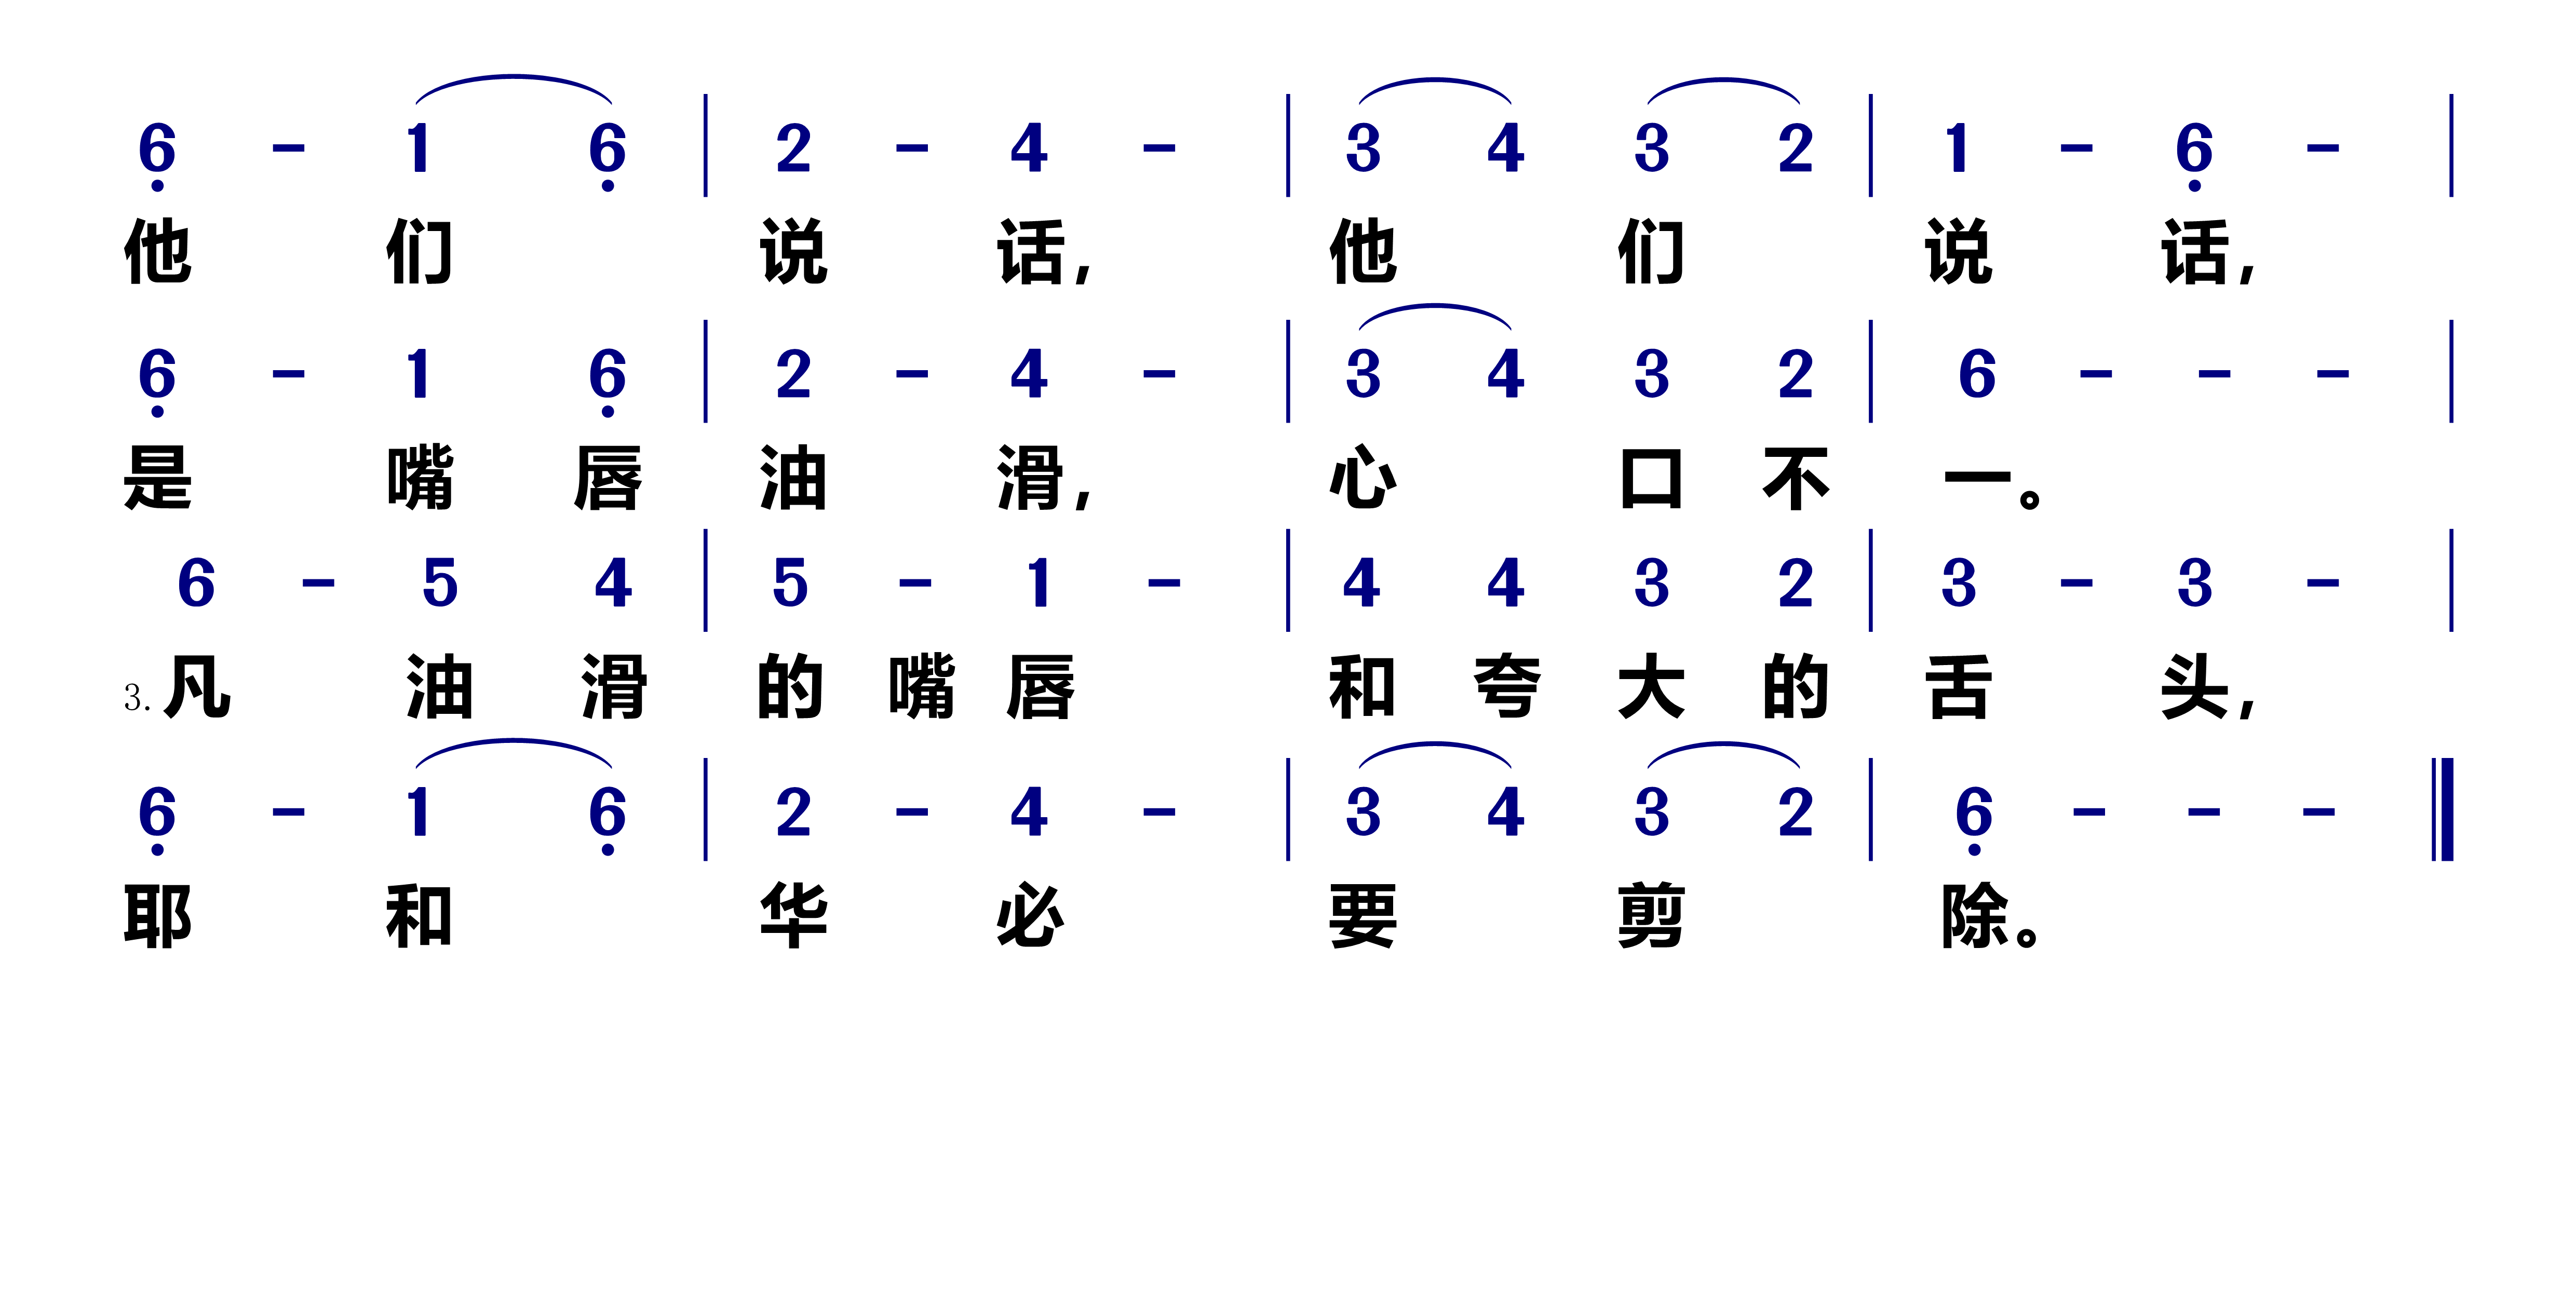 6̣ - 1 6̣ | 2 - 4 - | 3 4 3 2 | 1 - 6̣ - |
他们说话, 他们说话,
6̣ - 1 6̣ | 2 - 4 - | 3 4 3 2 | 6 - - - |
是嘴唇油滑, 心口不一。
6 - 5 4 | 5 - 1 - | 4 4 3 2 | 3 - 3 - |
3. 凡油滑的嘴唇和夸大的舌头,
6̣ - 1 6̣ | 2 - 4 - | 3 4 3 2 | 6̣ - - - ‖
耶和华必要剪除。